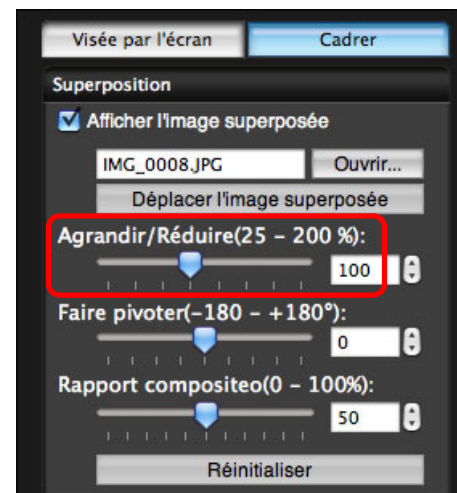 Visée par l'écran Cadrer
Superposition
Afficher l'image superposée
IMG_0008.JPG Ouvrir...
Déplacer l'image superposée
Agrandir/Réduire(25 - 200 %):
100
Faire pivoter(-180 - +180°):
0
Rapport compositeo(0 - 100%):
50
Réinitialiser